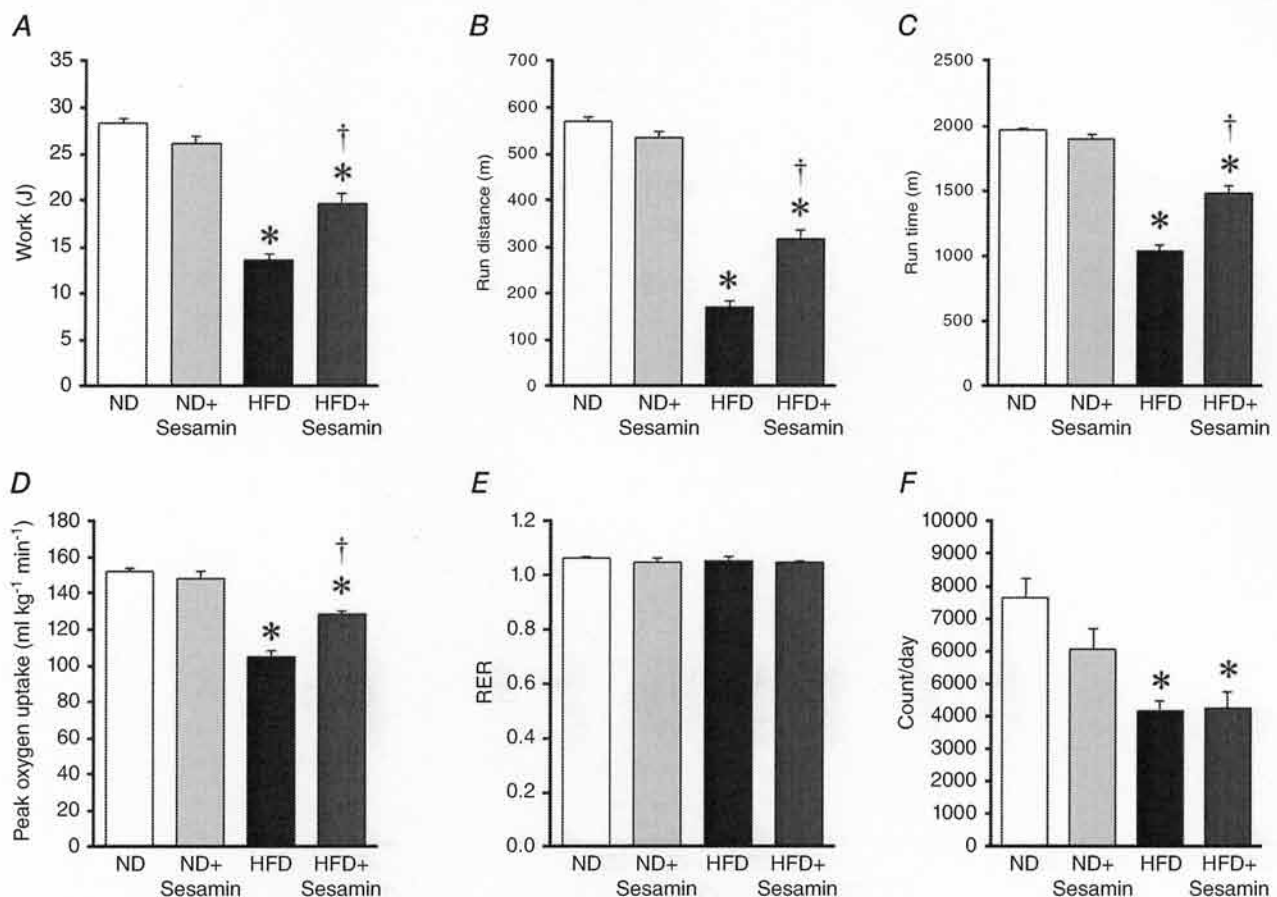 A
B
C
Work (J)
35
30
25
20
15
10
5
0
*
†
*
ND
ND+
Sesamin
HFD
HFD+
Sesamin
Run distance (m)
700
600
500
400
300
200
100
0
*
†
*
ND
ND+
Sesamin
HFD
HFD+
Sesamin
Run time (m)
2500
2000
1500
1000
500
0
*
†
*
ND
ND+
Sesamin
HFD
HFD+
Sesamin
D
E
F
Peak oxygen uptake (ml kg⁻¹ min⁻¹)
180
160
140
120
100
80
60
40
20
0
*
†
*
ND
ND+
Sesamin
HFD
HFD+
Sesamin
RER
1.2
1.0
0.8
0.6
0.4
0.2
0.0
ND
ND+
Sesamin
HFD
HFD+
Sesamin
Count/day
10000
9000
8000
7000
6000
5000
4000
3000
2000
1000
0
*
*
ND
ND+
Sesamin
HFD
HFD+
Sesamin